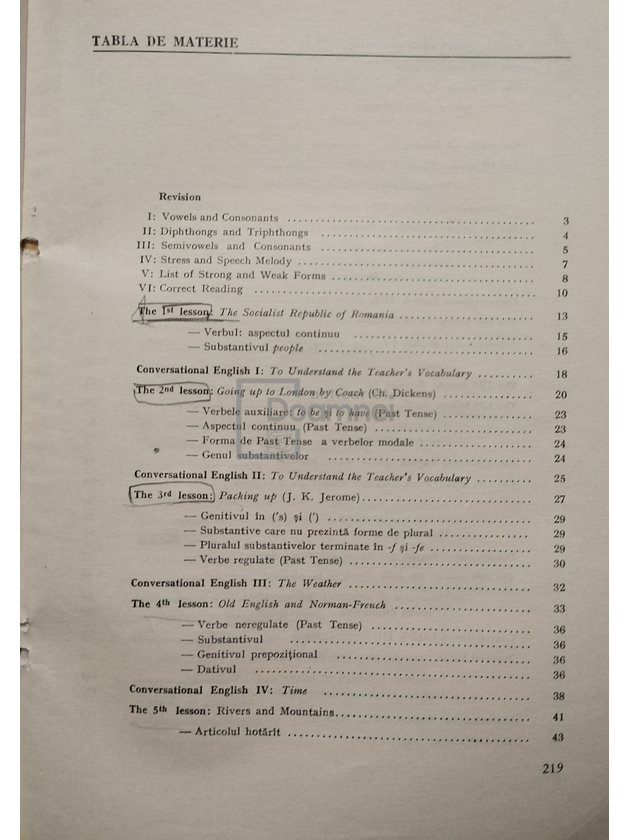 TABLA DE MATERIE
Revision
I: Vowels and Consonants .......... 3
II: Diphthongs and Triphthongs .......... 4
III: Semivowels and Consonants .......... 5
IV: Stress and Speech Melody .......... 7
V: List of Strong and Weak Forms .......... 8
VI: Correct Reading .......... 10
The 1st lesson: The Socialist Republic of Romania .......... 13
— Verbul: aspectul continuu .......... 15
— Substantivul people .......... 16
Conversational English I: To Understand the Teacher's Vocabulary .......... 18
The 2nd lesson: Going up to London by Coach (Ch. Dickens) .......... 20
— Verbele auxiliare: to be și to have (Past Tense) .......... 23
— Aspectul continuu (Past Tense) .......... 23
— Forma de Past Tense a verbelor modale .......... 24
— Genul substantivelor .......... 24
Conversational English II: To Understand the Teacher's Vocabulary .......... 25
The 3rd lesson: Packing up (J. K. Jerome) .......... 27
— Genitivul în ('s) și (') .......... 29
— Substantive care nu prezintă forme de plural .......... 29
— Pluralul substantivelor terminate în -f și -fe .......... 29
— Verbe regulate (Past Tense) .......... 30
Conversational English III: The Weather .......... 32
The 4th lesson: Old English and Norman-French .......... 33
— Verbe neregulate (Past Tense) .......... 36
— Substantivul .......... 36
— Genitivul prepozițional .......... 36
— Dativul .......... 36
Conversational English IV: Time .......... 38
The 5th lesson: Rivers and Mountains .......... 41
— Articolul hotărît .......... 43
219